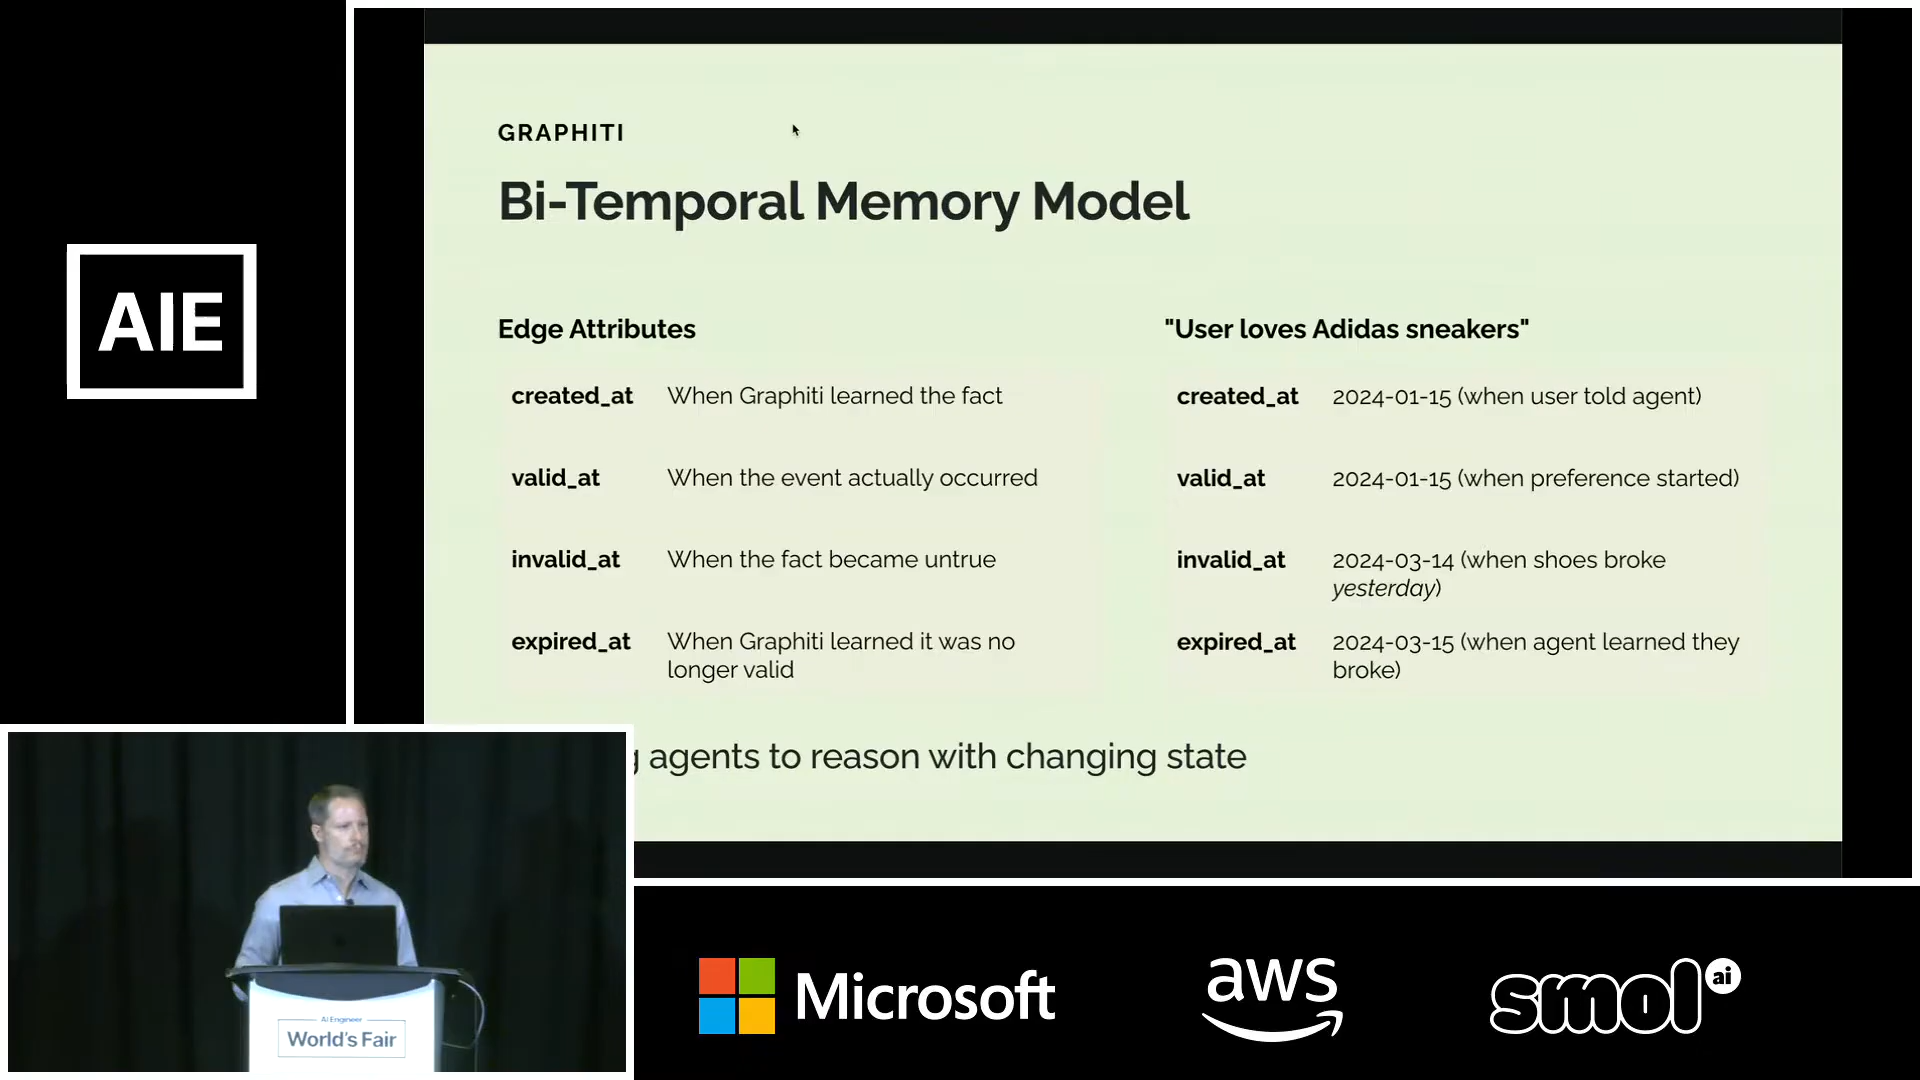 AIE
GRAPHITI
Bi-Temporal Memory Model
Edge Attributes
created_at When Graphiti learned the fact
valid_at When the event actually occurred
invalid_at When the fact became untrue
expired_at When Graphiti learned it was no
longer valid
"User loves Adidas sneakers"
created_at 2024-01-15 (when user told agent)
valid_at 2024-01-15 (when preference started)
invalid_at 2024-03-14 (when shoes broke
yesterday)
expired_at 2024-03-15 (when agent learned they
broke)
agents to reason with changing state
AI Engineer
World's Fair
Microsoft
aws
smol ai